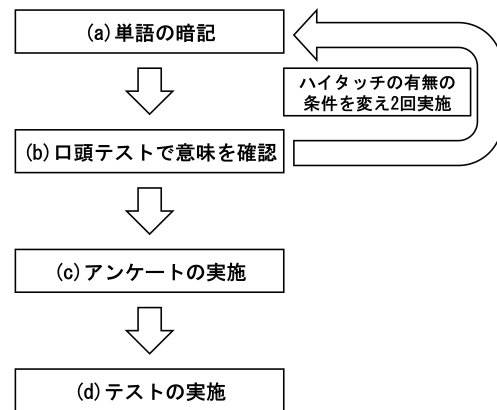 (a)単語の暗記
ハイタッチの有無の
条件を変え2回実施
(b)口頭テストで意味を確認
(c)アンケートの実施
(d)テストの実施